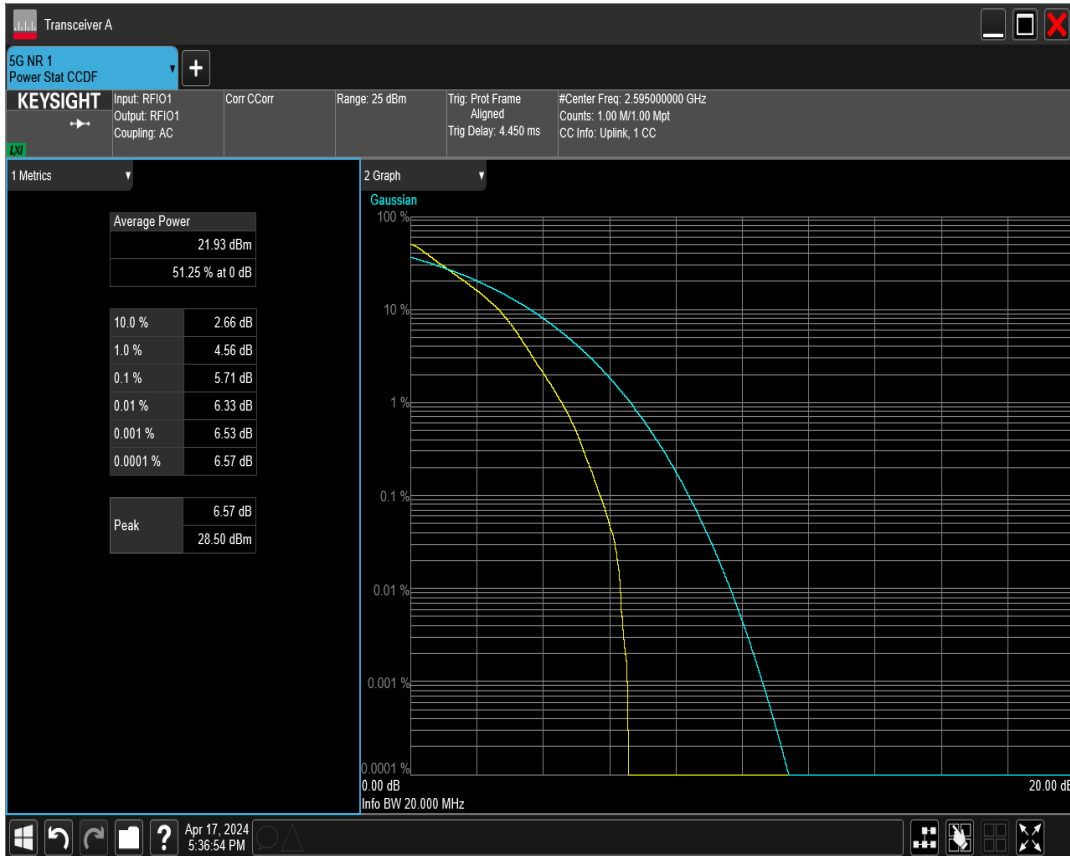 Transceiver A
5G NR 1
Power Stat CCDF
+
KEYSIGHT
LXI
Input: RFIO1
Output: RFIO1
Coupling: AC
Corr CCorr
Range: 25 dBm
Trig: Prot Frame
Aligned
Trig Delay: 4.450 ms
#Center Freq: 2.595000000 GHz
Counts: 1.00 M/1.00 Mpt
CC Info: Uplink, 1 CC
1 Metrics
Average Power
21.93 dBm
51.25 % at 0 dB
10.0 % 2.66 dB
1.0 % 4.56 dB
0.1 % 5.71 dB
0.01 % 6.33 dB
0.001 % 6.53 dB
0.0001 % 6.57 dB
Peak
6.57 dB
28.50 dBm
2 Graph
Gaussian
100 %
10 %
1 %
0.1 %
0.01 %
0.001 %
0.0001 %
0.00 dB 20.00 dB
Info BW 20.000 MHz
?
Apr 17, 2024
5:36:54 PM